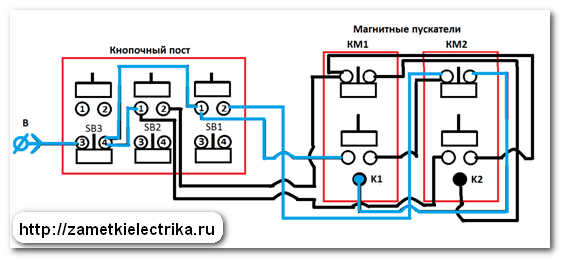 Магнитные пускатели
Кнопочный пост
КМ1
КМ2
1 2 1 2 1 2
В
SB3 SB2 SB1
3 4 3 4 3 4
К1
К2
http://zametkielectrika.ru